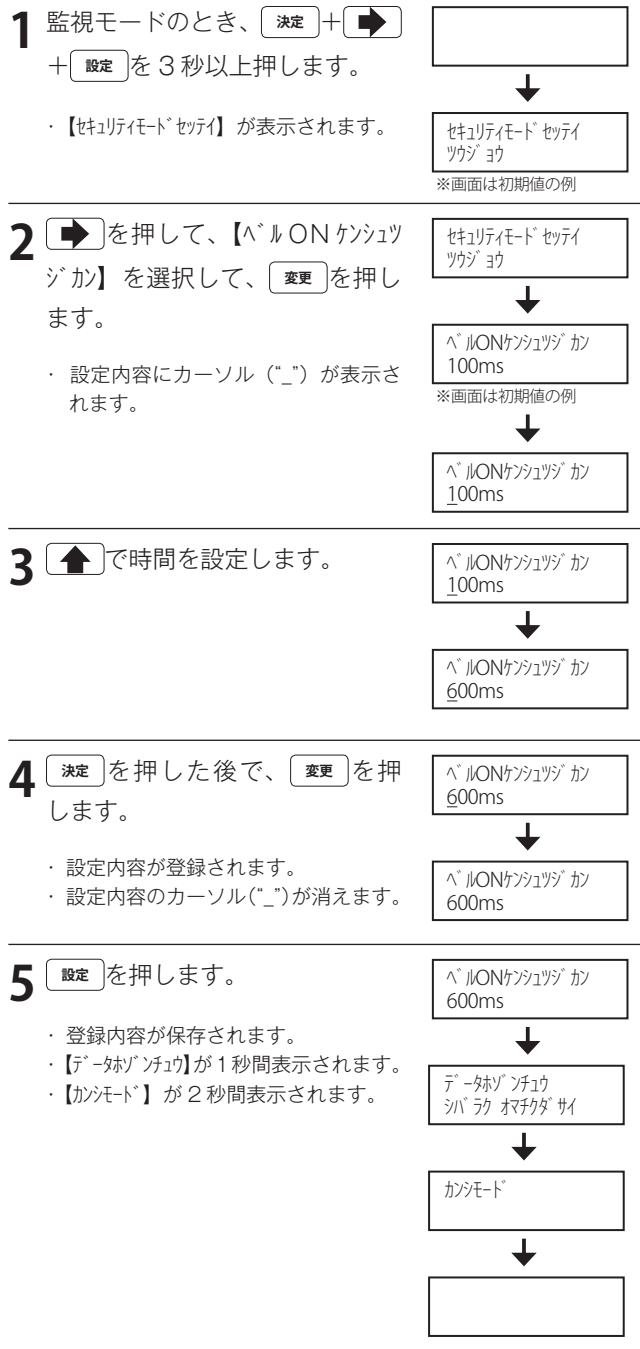 1 監視モードのとき、決定+➡
+設定を3秒以上押します。
・【ｾｷｭﾘﾃｨﾓｰﾄﾞｾｯﾃｲ】が表示されます。
ｾｷｭﾘﾃｨﾓｰﾄﾞｾｯﾃｲ
ﾂｳｼﾞｮｳ
※画面は初期値の例
2 ➡を押して、【ﾍﾞﾙONｹﾝｼｭﾂ
ｼﾞｶﾝ】を選択して、変更を押し
ます。
・ 設定内容にカーソル（“_”）が表示さ
れます。
ｾｷｭﾘﾃｨﾓｰﾄﾞｾｯﾃｲ
ﾂｳｼﾞｮｳ
ﾍﾞﾙONｹﾝｼｭﾂｼﾞｶﾝ
100ms
※画面は初期値の例
ﾍﾞﾙONｹﾝｼｭﾂｼﾞｶﾝ
100ms
3 ⬆で時間を設定します。
ﾍﾞﾙONｹﾝｼｭﾂｼﾞｶﾝ
100ms
ﾍﾞﾙONｹﾝｼｭﾂｼﾞｶﾝ
600ms
4 決定を押した後で、変更を押
します。
・ 設定内容が登録されます。
・ 設定内容のカーソル（“_”）が消えます。
ﾍﾞﾙONｹﾝｼｭﾂｼﾞｶﾝ
600ms
ﾍﾞﾙONｹﾝｼｭﾂｼﾞｶﾝ
600ms
5 設定を押します。
・ 登録内容が保存されます。
・【ﾃﾞｰﾀﾎｿﾞﾝﾁｭｳ】が1秒間表示されます。
・【ｶﾝｼﾓｰﾄﾞ】が2秒間表示されます。
ﾍﾞﾙONｹﾝｼｭﾂｼﾞｶﾝ
600ms
ﾃﾞｰﾀﾎｿﾞﾝﾁｭｳ
ｼﾊﾞﾗｸ ｵﾏﾁｸﾀﾞｻｲ
ｶﾝｼﾓｰﾄﾞ